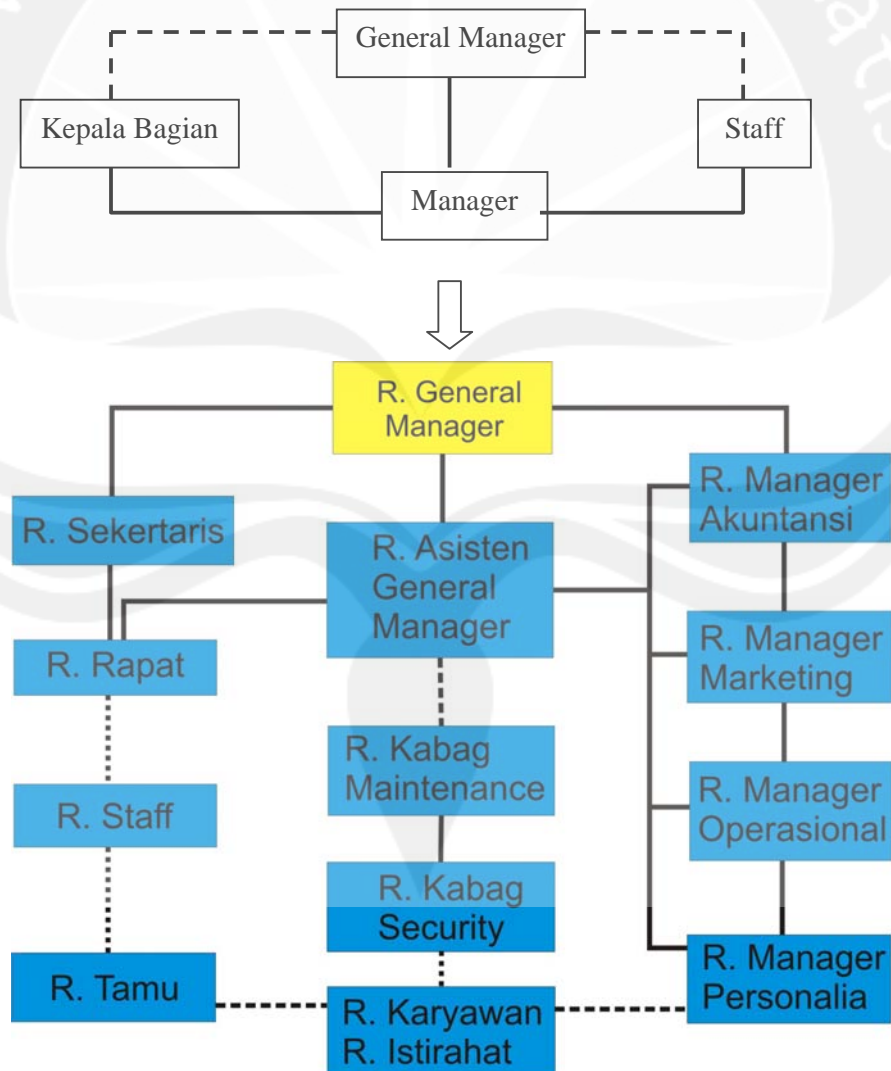 General Manager
Kepala Bagian
Staff
Manager
R. General
Manager
R. Sekertaris
R. Asisten
General
Manager
R. Manager
Akuntansi
R. Rapat
R. Manager
Marketing
R. Kabag
Maintenance
R. Staff
R. Manager
Operasional
R. Kabag
Security
R. Tamu
R. Karyawan
R. Istirahat
R. Manager
Personalia